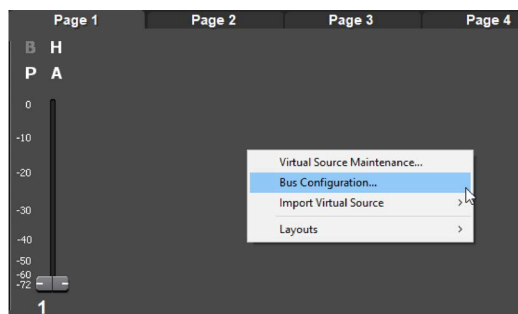 Page 1 Page 2 Page 3 Page 4
B H
P A
0
-10
-20
-30
-40
-50
-60
-72
1
Virtual Source Maintenance...
Bus Configuration...
Import Virtual Source >
Layouts >